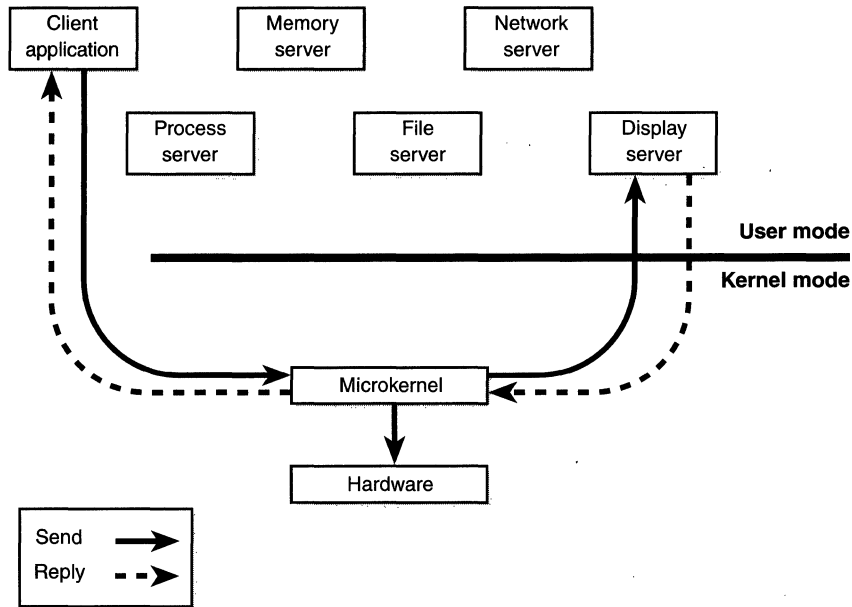 Client
application
Memory
server
Network
server
Process
server
File
server
Display
server
User mode
Kernel mode
Microkernel
Hardware
Send
Reply